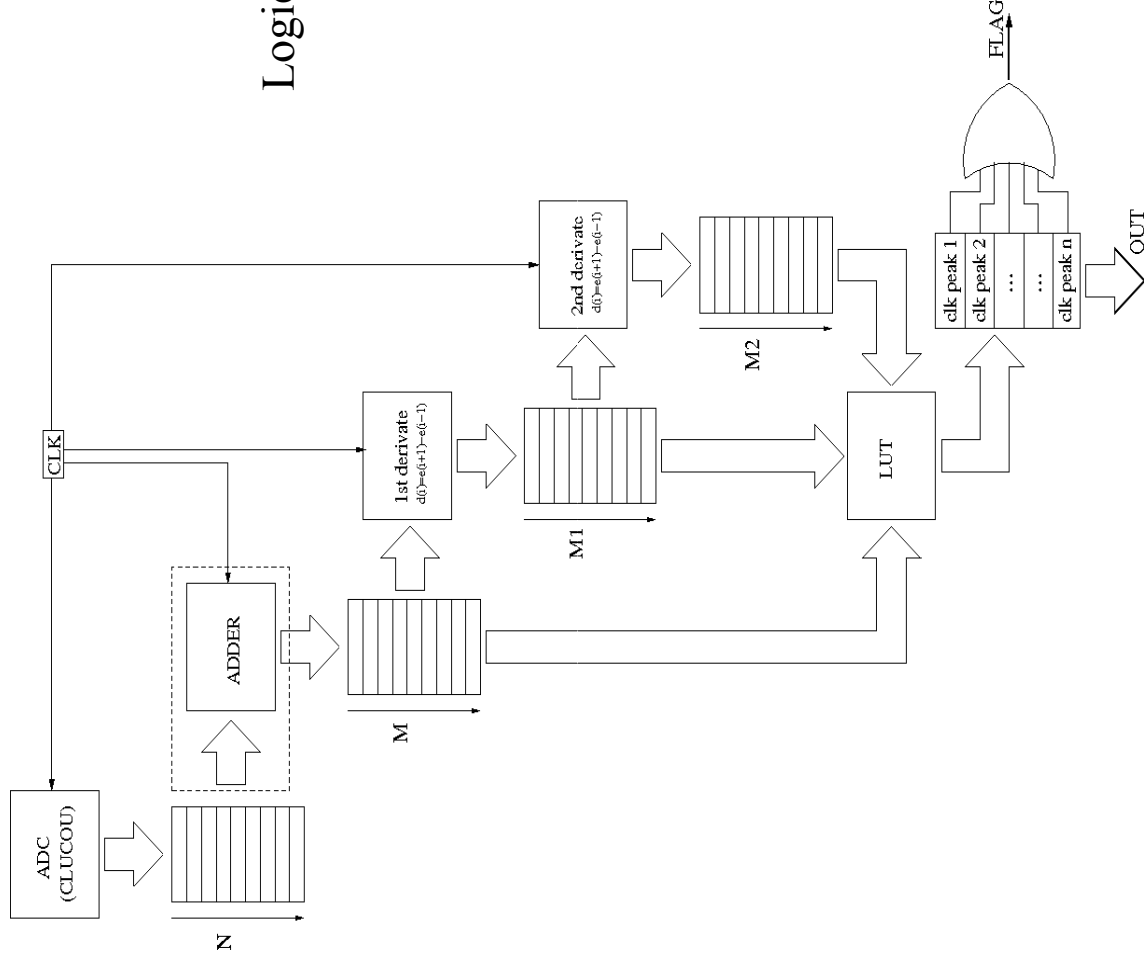 Logic
CLK
ADC
(CLUCOU)
N
ADDER
M
1st derivate
d(i)=e(i+1)−e(i−1)
M1
2nd derivate
d(i)=e(i+1)−e(i−1)
M2
LUT
clk peak 1
clk peak 2
...
...
clk peak n
FLAG
OUT